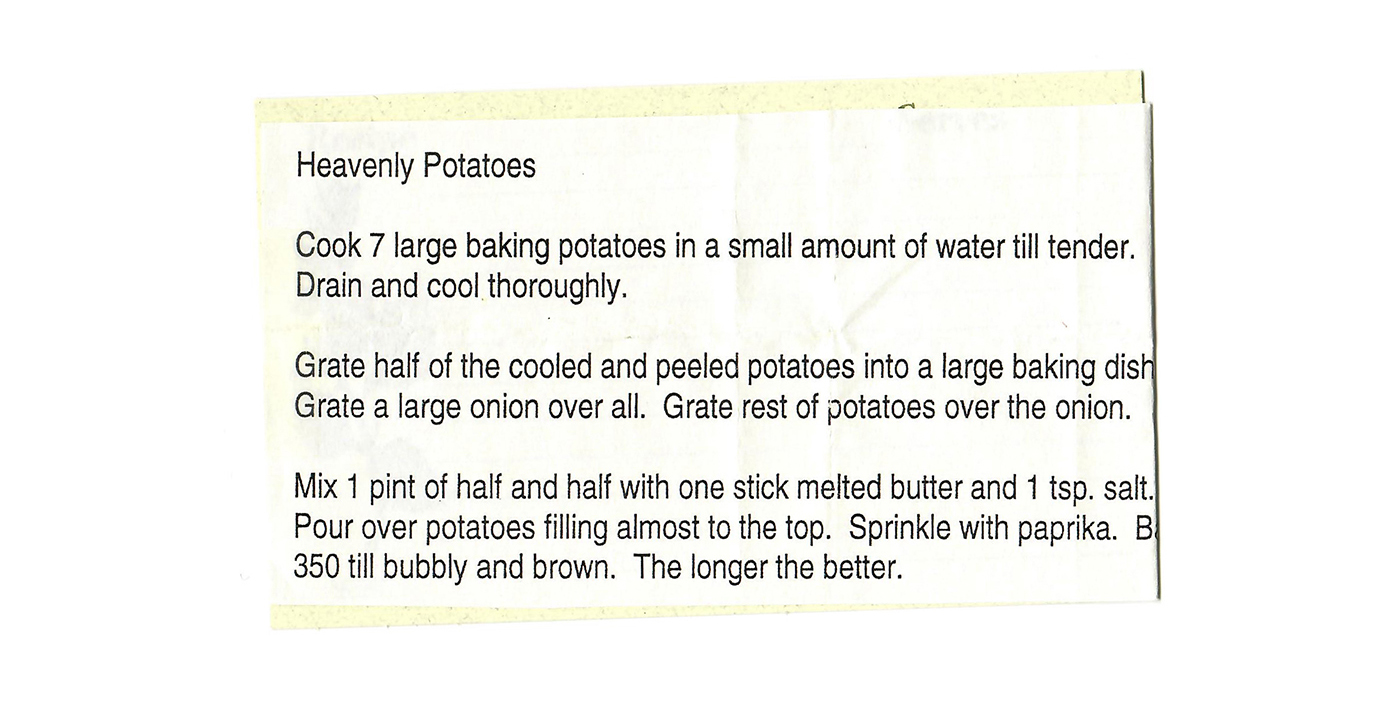 Heavenly Potatoes
Cook 7 large baking potatoes in a small amount of water till tender.
Drain and cool thoroughly.
Grate half of the cooled and peeled potatoes into a large baking dish
Grate a large onion over all.  Grate rest of potatoes over the onion.
Mix 1 pint of half and half with one stick melted butter and 1 tsp. salt.
Pour over potatoes filling almost to the top.  Sprinkle with paprika.
350 till bubbly and brown.  The longer the better.